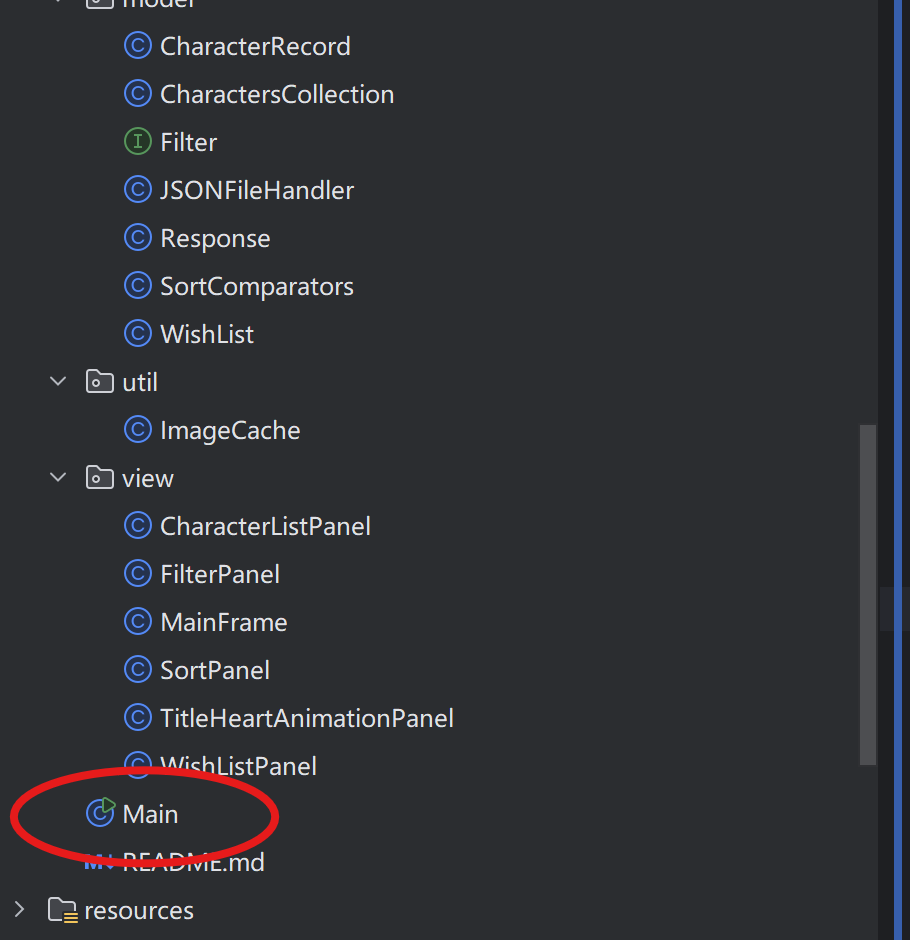 model
CharacterRecord
CharactersCollection
Filter
JSONFileHandler
Response
SortComparators
WishList
util
ImageCache
view
CharacterListPanel
FilterPanel
MainFrame
SortPanel
TitleHeartAnimationPanel
WishListPanel
Main
README.md
resources